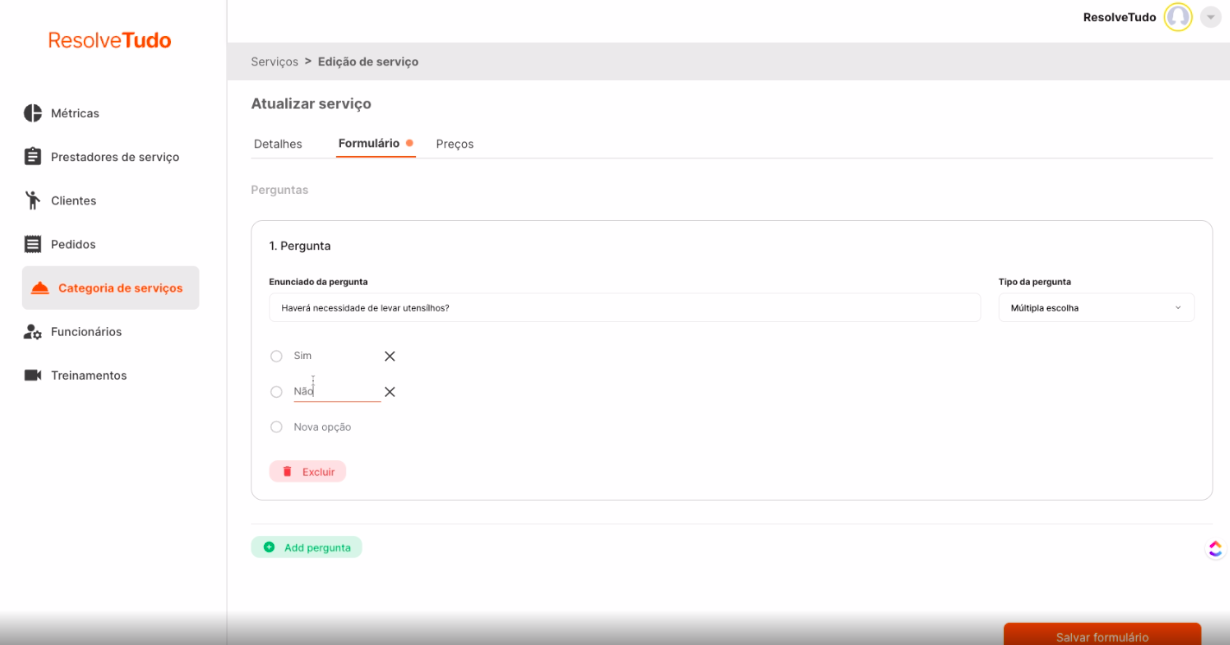 ResolveTudo
ResolveTudo
Serviços > Edição de serviço
Métricas
Prestadores de serviço
Clientes
Pedidos
Categoria de serviços
Funcionários
Treinamentos
Atualizar serviço
Detalhes Formulário Preços
Perguntas
1. Pergunta
Enunciado da pergunta Tipo da pergunta
Haverá necessidade de levar utensílhos? Múltipla escolha
Sim
Não
Nova opção
Excluir
Add pergunta
Salvar formulário